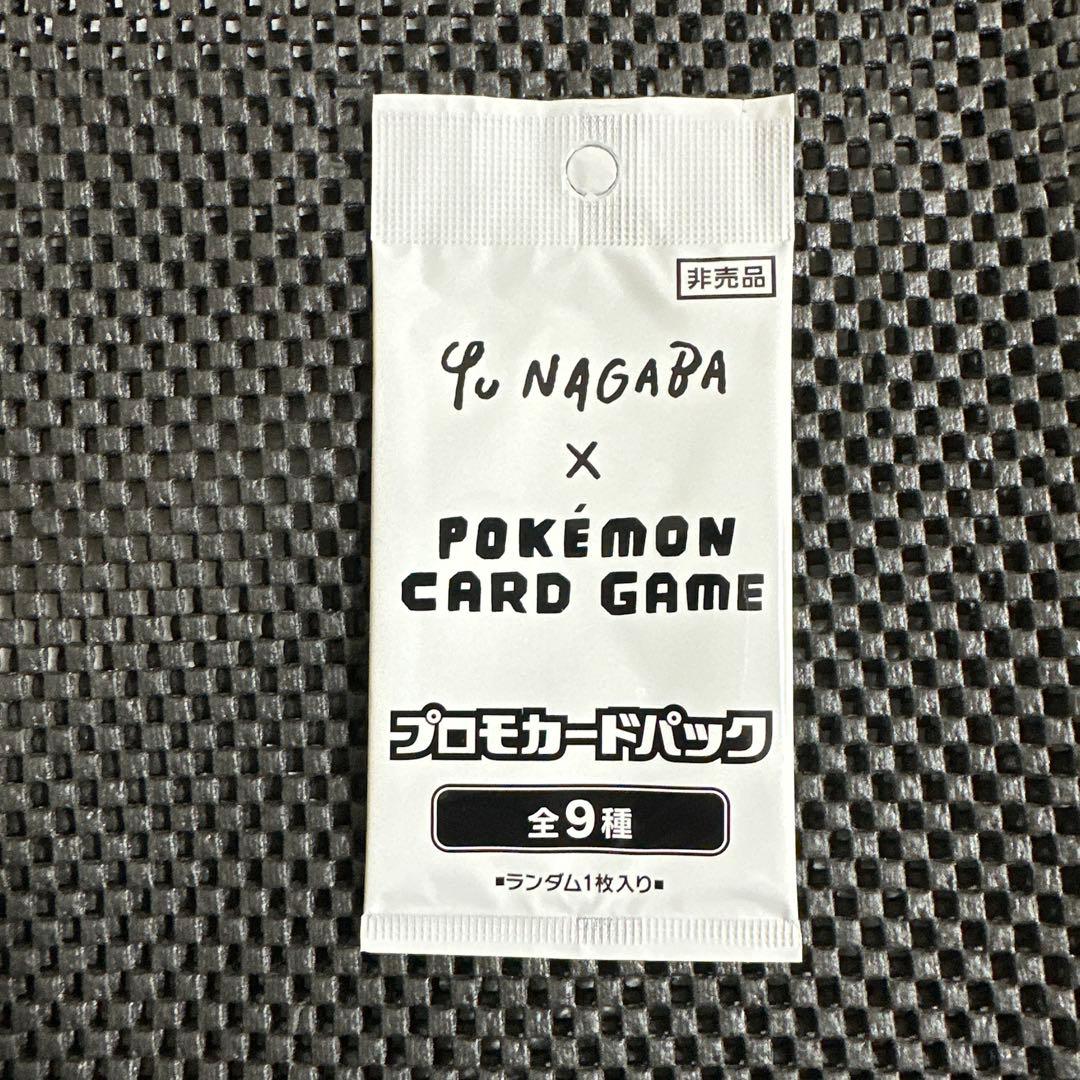 非売品
Yu NAGABA
×
POKÉMON
CARD GAME
プロモカードパック
全9種
■ランダム1枚入り■